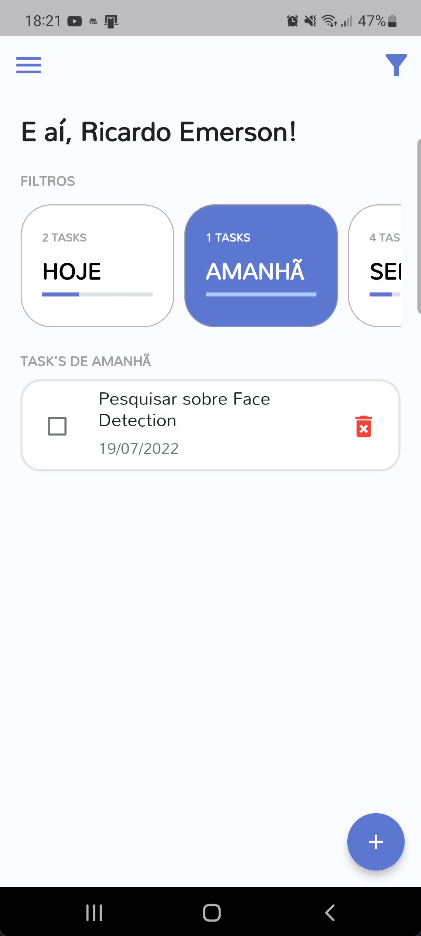 18:21 47%
E aí, Ricardo Emerson!
FILTROS
2 TASKS
HOJE
1 TASKS
AMANHÃ
4 TAS
SE
TASK'S DE AMANHÃ
Pesquisar sobre Face
Detection
19/07/2022
+